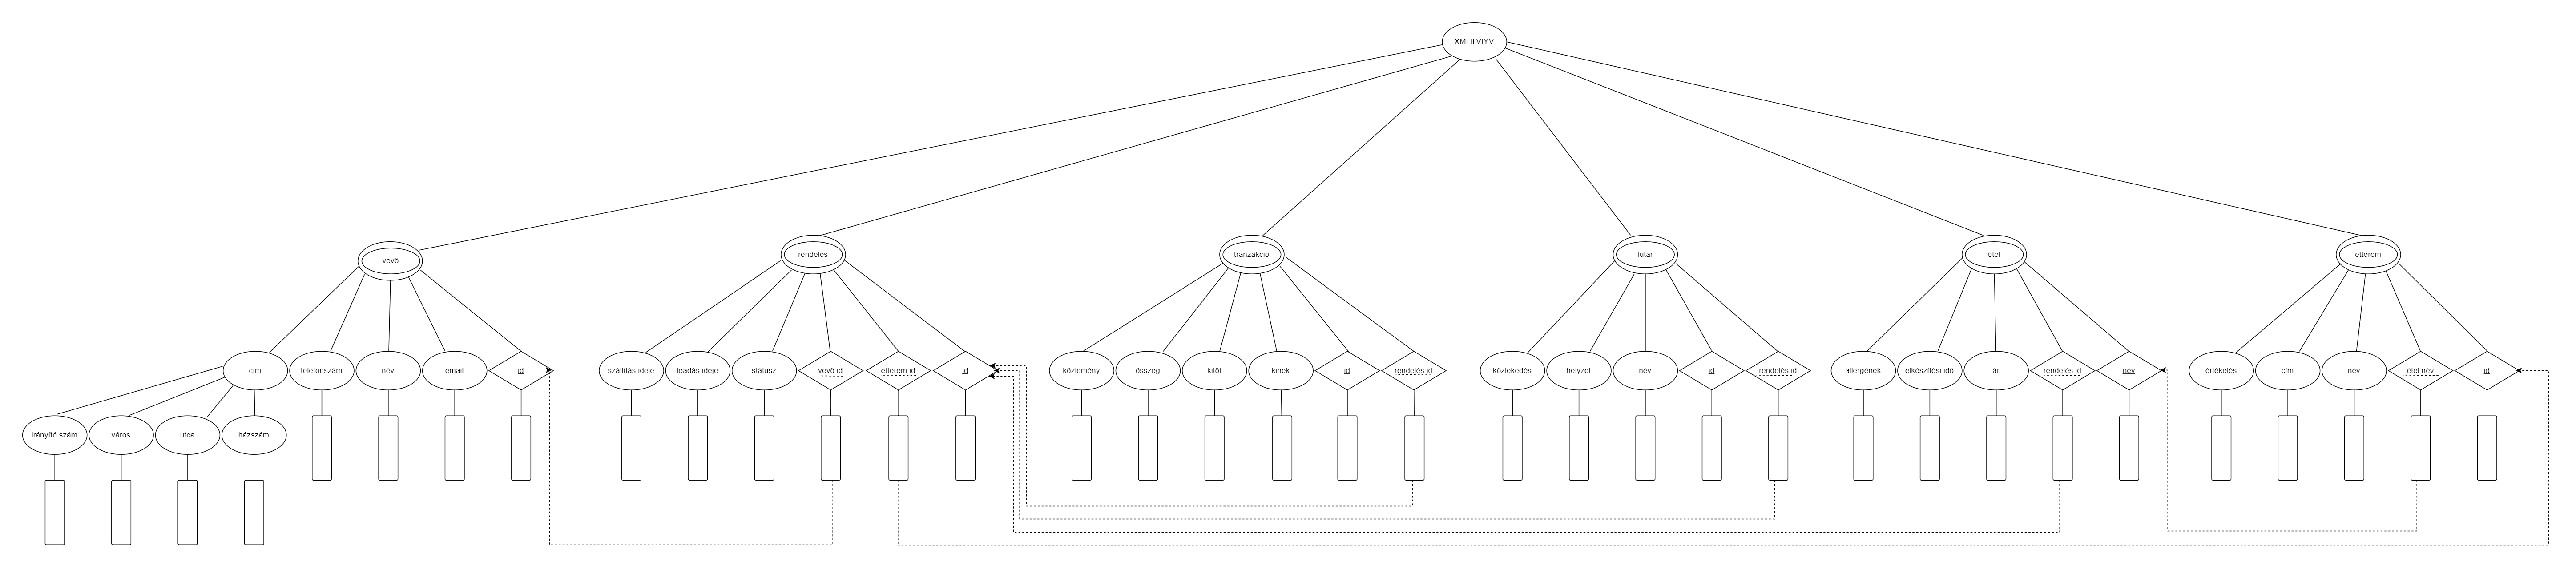 XMLILVIYV
vevő
rendelés
tranzakció
futár
étel
étterem
cím
telefonszám
név
email
id
szállítás ideje
leadás ideje
státusz
vevő id
étterem id
id
közlemény
összeg
kitől
kinek
id
rendelés id
közlekedés
helyzet
név
id
rendelés id
allergének
elkészítési idő
ár
rendelés id
név
értékelés
cím
név
étel név
id
irányító szám
város
utca
házszám